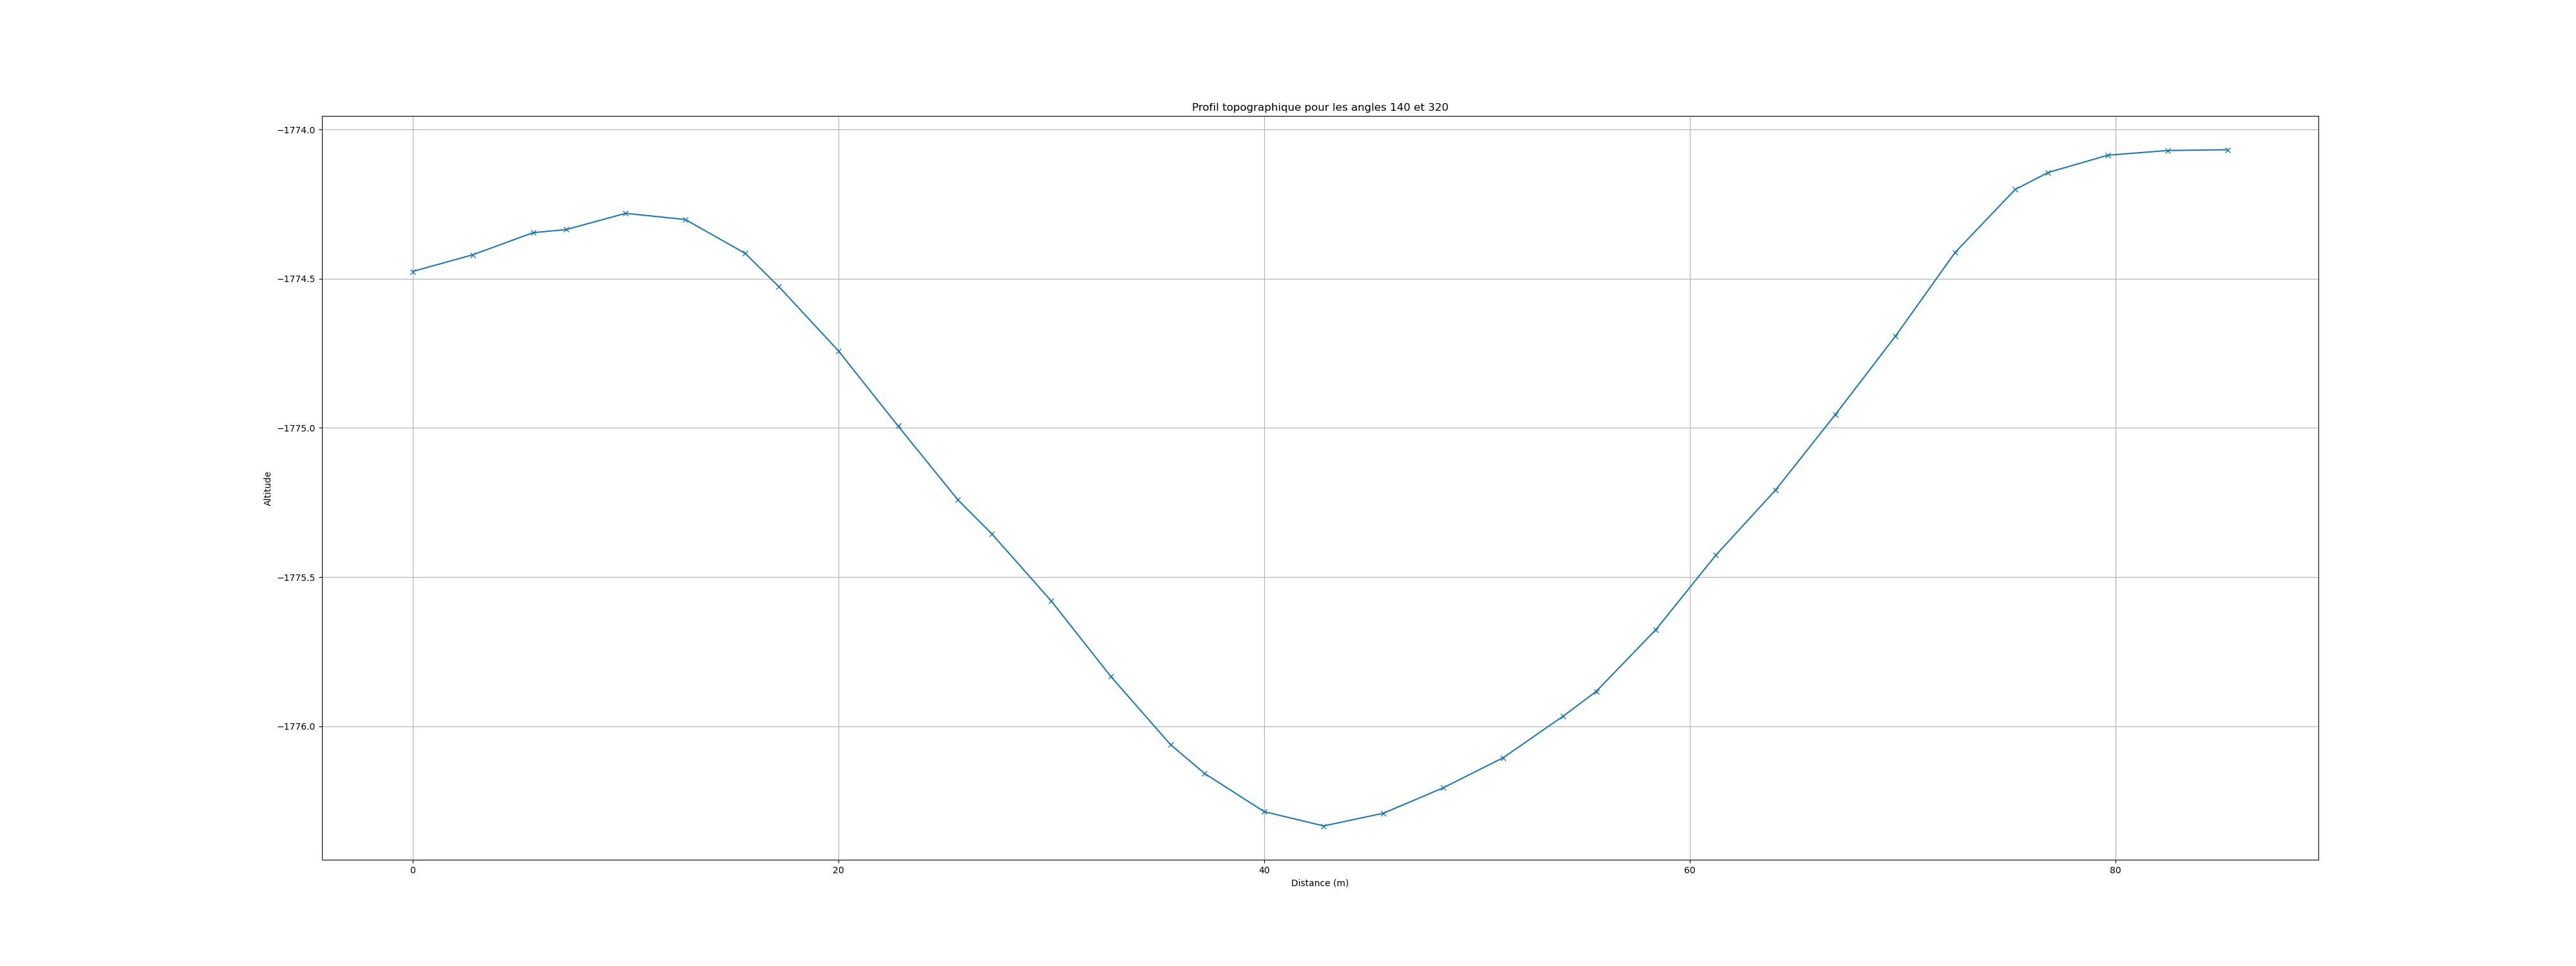 Profil topographique pour les angles 140 et 320
−1774.0
−1774.5
−1775.0
−1775.5
−1776.0
Altitude
0 20 40 60 80
Distance (m)